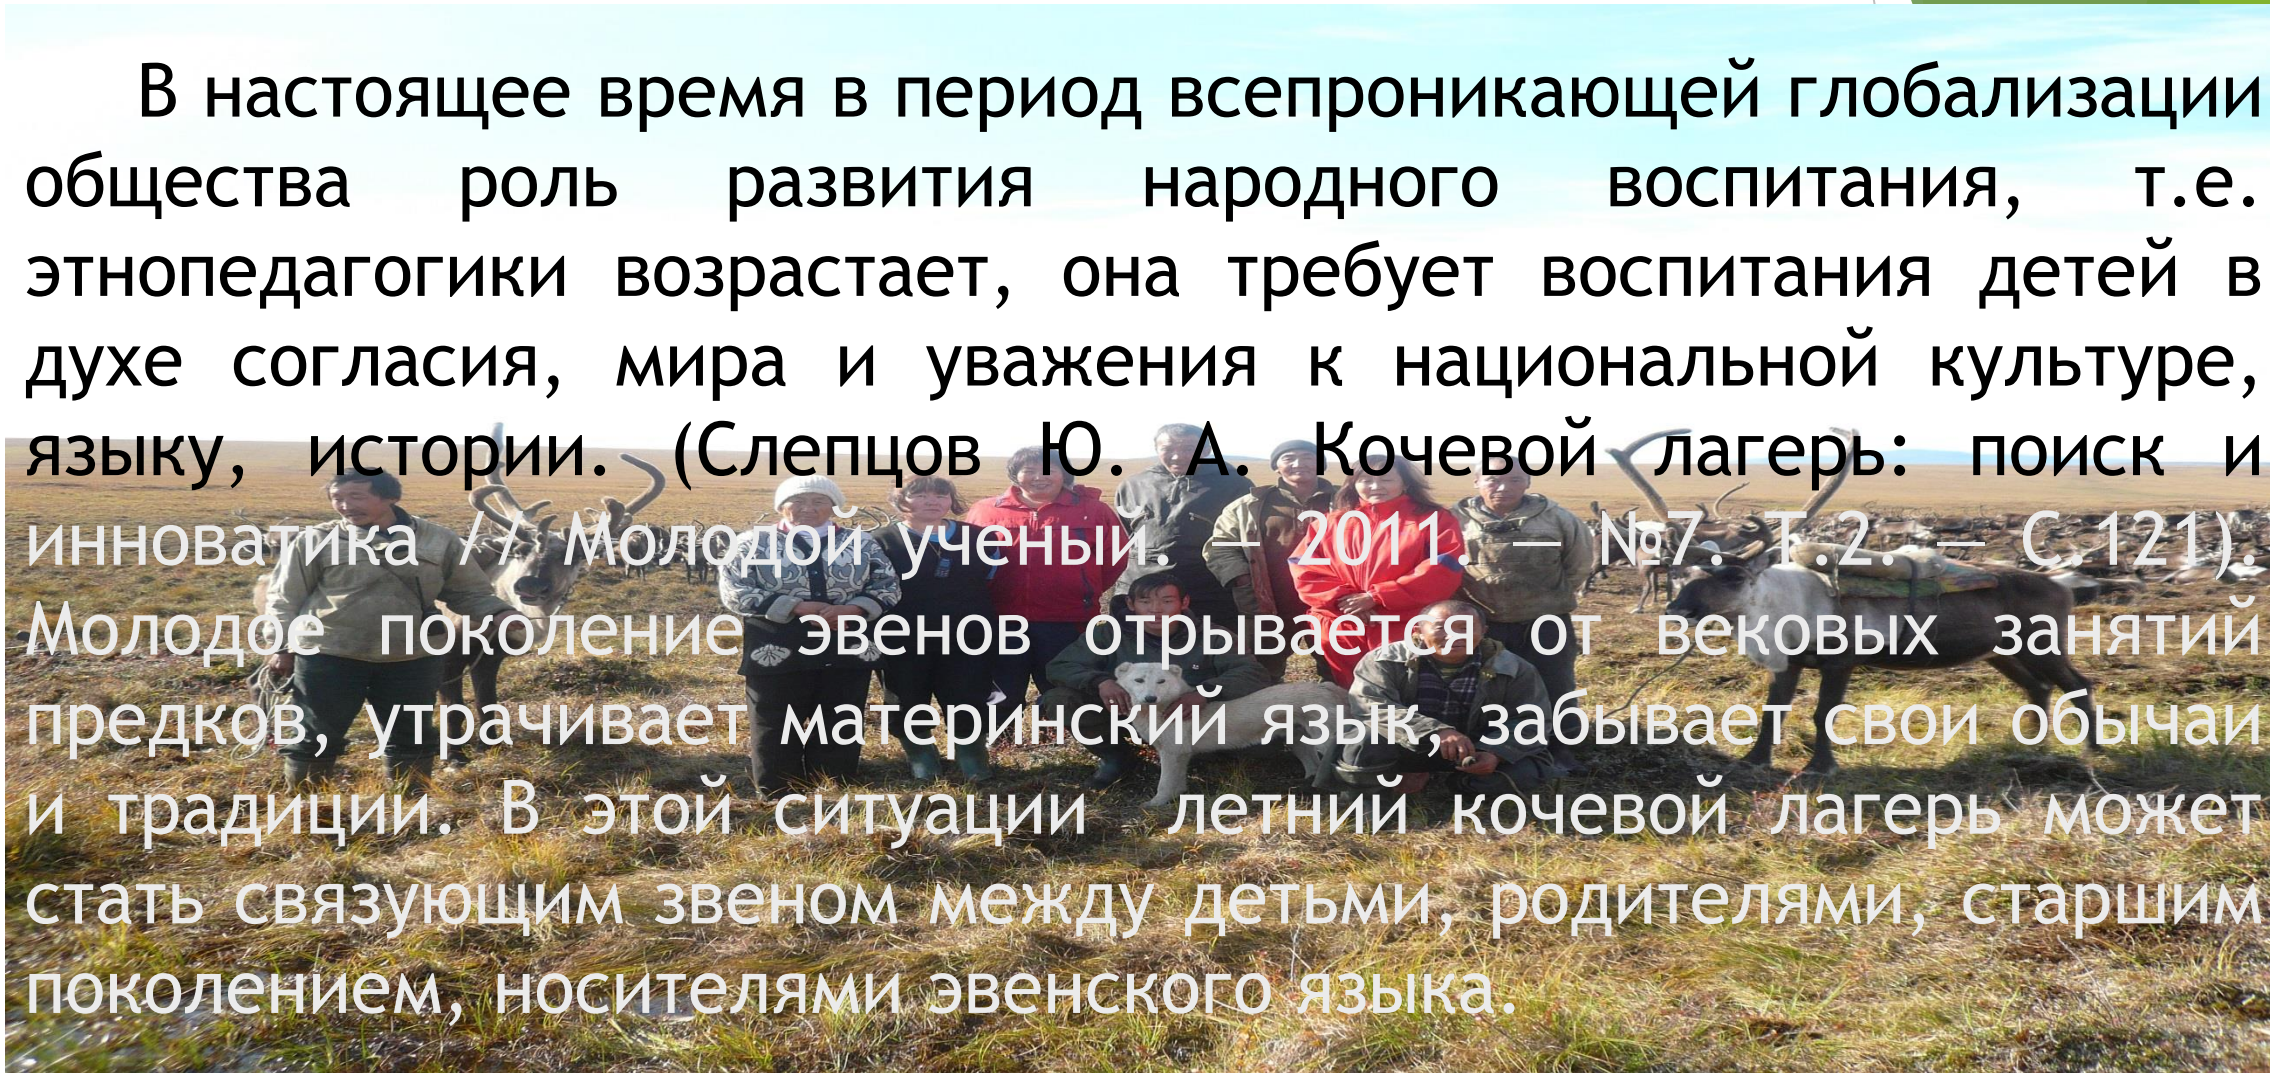 В настоящее время в период всепроникающей глобализации
общества роль развития народного воспитания, т.е.
этнопедагогики возрастает, она требует воспитания детей в
духе согласия, мира и уважения к национальной культуре,
языку, истории. (Слепцов Ю. А. Кочевой лагерь: поиск и
инноватика // Молодой ученый. — 2011. — №7. Т.2. — С.121).
Молодое поколение эвенов отрывается от вековых занятий
предков, утрачивает материнский язык, забывает свои обычаи
и традиции. В этой ситуации летний кочевой лагерь может
стать связующим звеном между детьми, родителями, старшим
поколением, носителями эвенского языка.